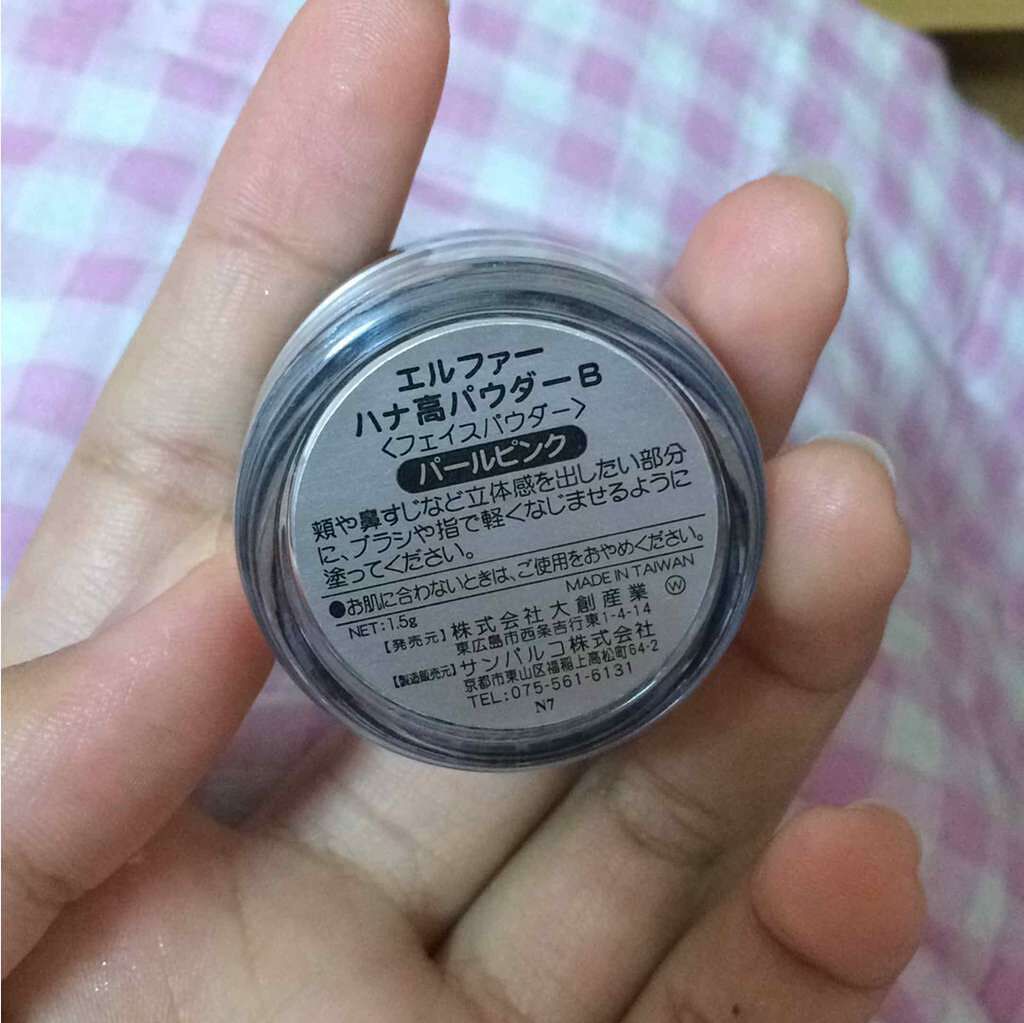 エルファー
ハナ高パウダーB
〈フェイスパウダー〉
パールピンク
頬や鼻すじなど立体感を出したい部分
に、ブラシや指で軽くなじませるように
塗ってください。
●お肌に合わないときは、ご使用をおやめください。
NET:1.5g
MADE IN TAIWAN
【発売元】株式会社大創産業 W
東広島市西条吉行東1-4-14
【製造販売元】サンパルコ株式会社
京都市東山区福稲上高松町64-2
TEL:075-561-6131
N7